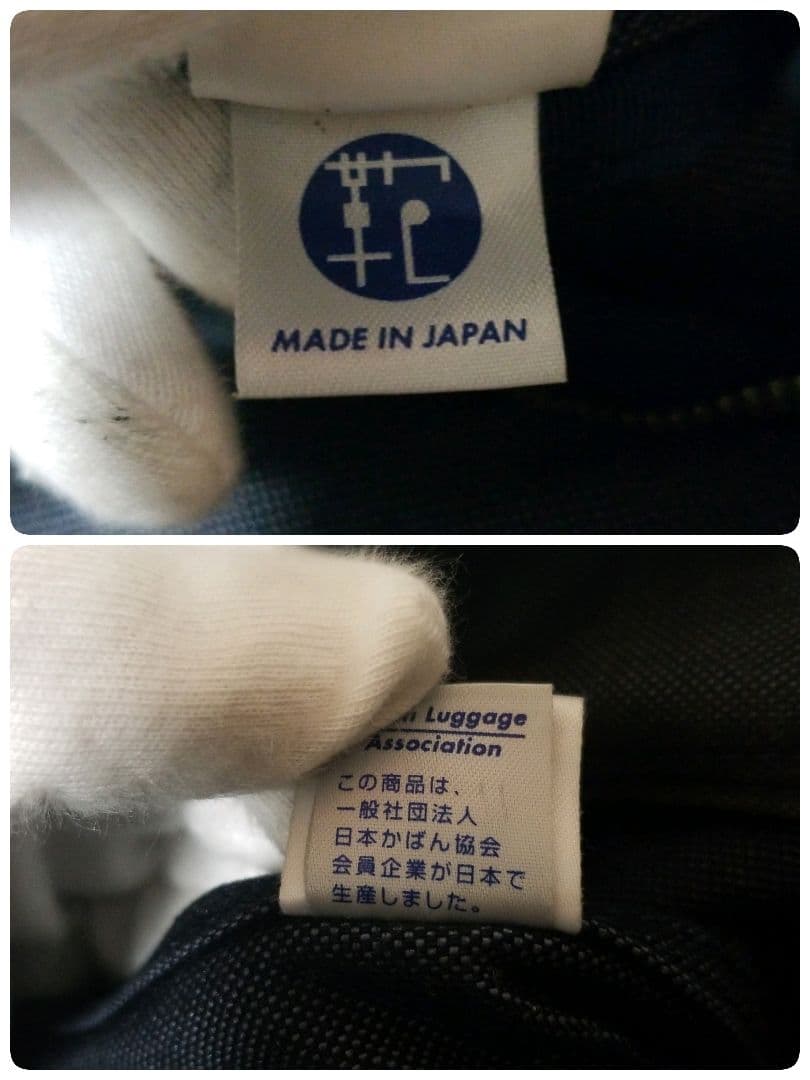 鞄
MADE IN JAPAN
Luggage
Association
この商品は、
一般社団法人
日本かばん協会
会員企業が日本で
生産しました。